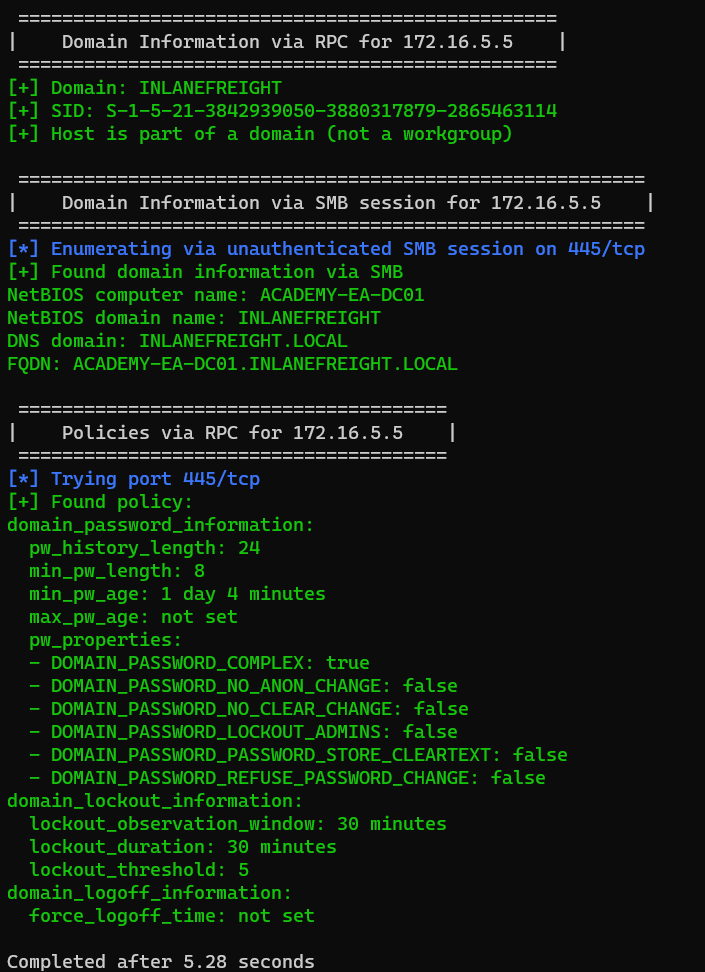 =================================================
|    Domain Information via RPC for 172.16.5.5    |
=================================================
[+] Domain: INLANEFREIGHT
[+] SID: S-1-5-21-3842939050-3880317879-2865463114
[+] Host is part of a domain (not a workgroup)
=========================================================
|    Domain Information via SMB session for 172.16.5.5    |
=========================================================
[*] Enumerating via unauthenticated SMB session on 445/tcp
[+] Found domain information via SMB
NetBIOS computer name: ACADEMY-EA-DC01
NetBIOS domain name: INLANEFREIGHT
DNS domain: INLANEFREIGHT.LOCAL
FQDN: ACADEMY-EA-DC01.INLANEFREIGHT.LOCAL
=======================================
|    Policies via RPC for 172.16.5.5    |
=======================================
[*] Trying port 445/tcp
[+] Found policy:
domain_password_information:
  pw_history_length: 24
  min_pw_length: 8
  min_pw_age: 1 day 4 minutes
  max_pw_age: not set
  pw_properties:
  - DOMAIN_PASSWORD_COMPLEX: true
  - DOMAIN_PASSWORD_NO_ANON_CHANGE: false
  - DOMAIN_PASSWORD_NO_CLEAR_CHANGE: false
  - DOMAIN_PASSWORD_LOCKOUT_ADMINS: false
  - DOMAIN_PASSWORD_PASSWORD_STORE_CLEARTEXT: false
  - DOMAIN_PASSWORD_REFUSE_PASSWORD_CHANGE: false
domain_lockout_information:
  lockout_observation_window: 30 minutes
  lockout_duration: 30 minutes
  lockout_threshold: 5
domain_logoff_information:
  force_logoff_time: not set
Completed after 5.28 seconds